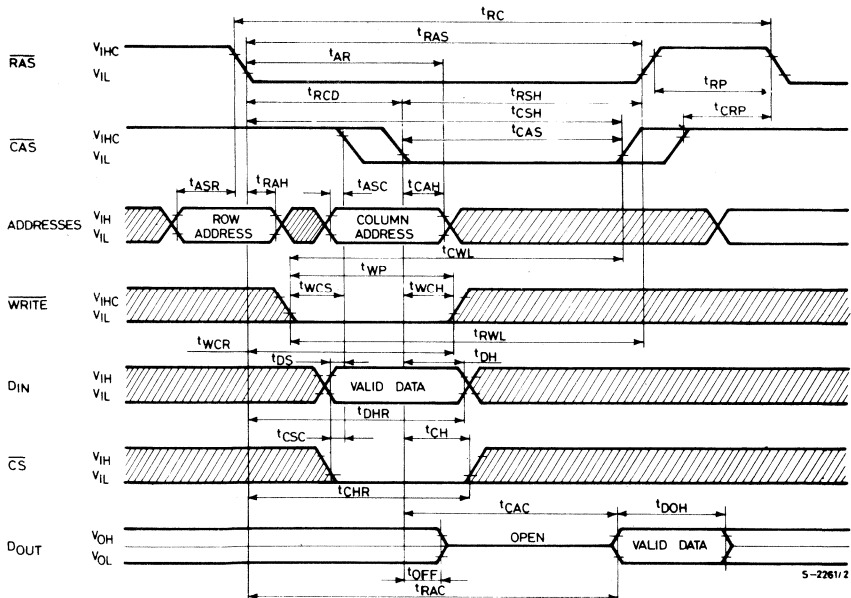 tRC
tRAS
tAR
RAS VIHC
VIL
tRP
tRCD tRSH
tCSH tCRP
tCAS
CAS VIHC
VIL
tASR tRAH tASC tCAH
ADDRESSES VIH
VIL
ROW ADDRESS
COLUMN ADDRESS
tCWL
tWP
tWCS tWCH
WRITE VIHC
VIL
tRWL
tWCR
tDS tDH
DIN VIH
VIL
VALID DATA
tDHR
tCSC tCH
CS VIH
VIL
tCHR
tCAC tDOH
DOUT VOH
VOL
OPEN
VALID DATA
S-2261/2
tOFF
tRAC